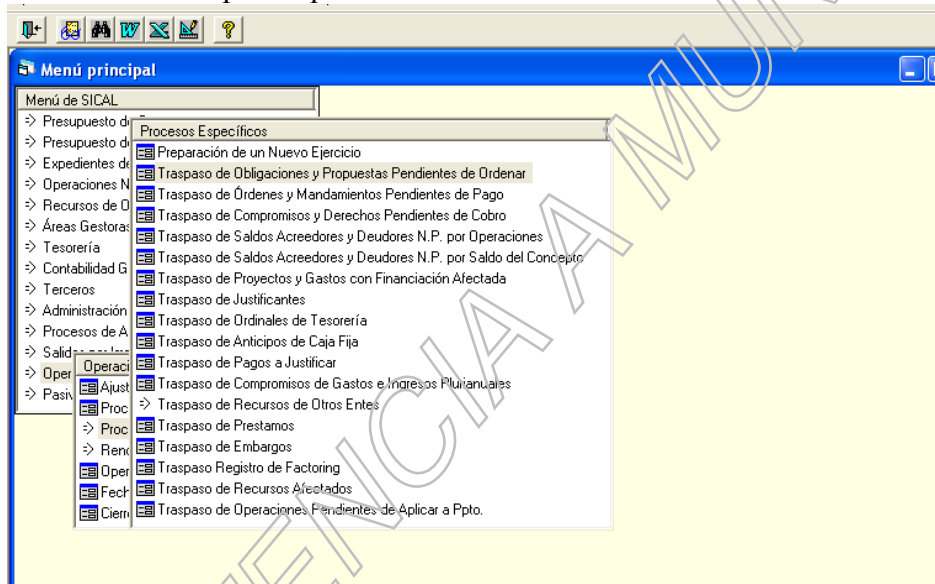 Menú principal
Menú de SICAL
Presupuesto d
Presupuesto d
Expedientes de
Operaciones N
Recursos de O
Áreas Gestoras
Tesorería
Contabilidad G
Terceros
Administración
Procesos de A
Oper
Pasiv
Operaci
Ajust
Proc
Proc
Rend
Oper
Fech
Cierr
Procesos Específicos
Preparación de un Nuevo Ejercicio
Traspaso de Obligaciones y Propuestas Pendientes de Ordenar
Traspaso de Órdenes y Mandamientos Pendientes de Pago
Traspaso de Compromisos y Derechos Pendientes de Cobro
Traspaso de Saldos Acreedores y Deudores N.P. por Operaciones
Traspaso de Saldos Acreedores y Deudores N.P. por Saldo del Concepto
Traspaso de Proyectos y Gastos con Financiación Afectada
Traspaso de Justificantes
Traspaso de Ordinales de Tesorería
Traspaso de Anticipos de Caja Fija
Traspaso de Pagos a Justificar
Traspaso de Compromisos de Gastos e Ingresos Plurianuales
Traspaso de Recursos de Otros Entes
Traspaso de Prestamos
Traspaso de Embargos
Traspaso Registro de Factoring
Traspaso de Recursos Afectados
Traspaso de Operaciones Pendientes de Aplicar a Ppto.